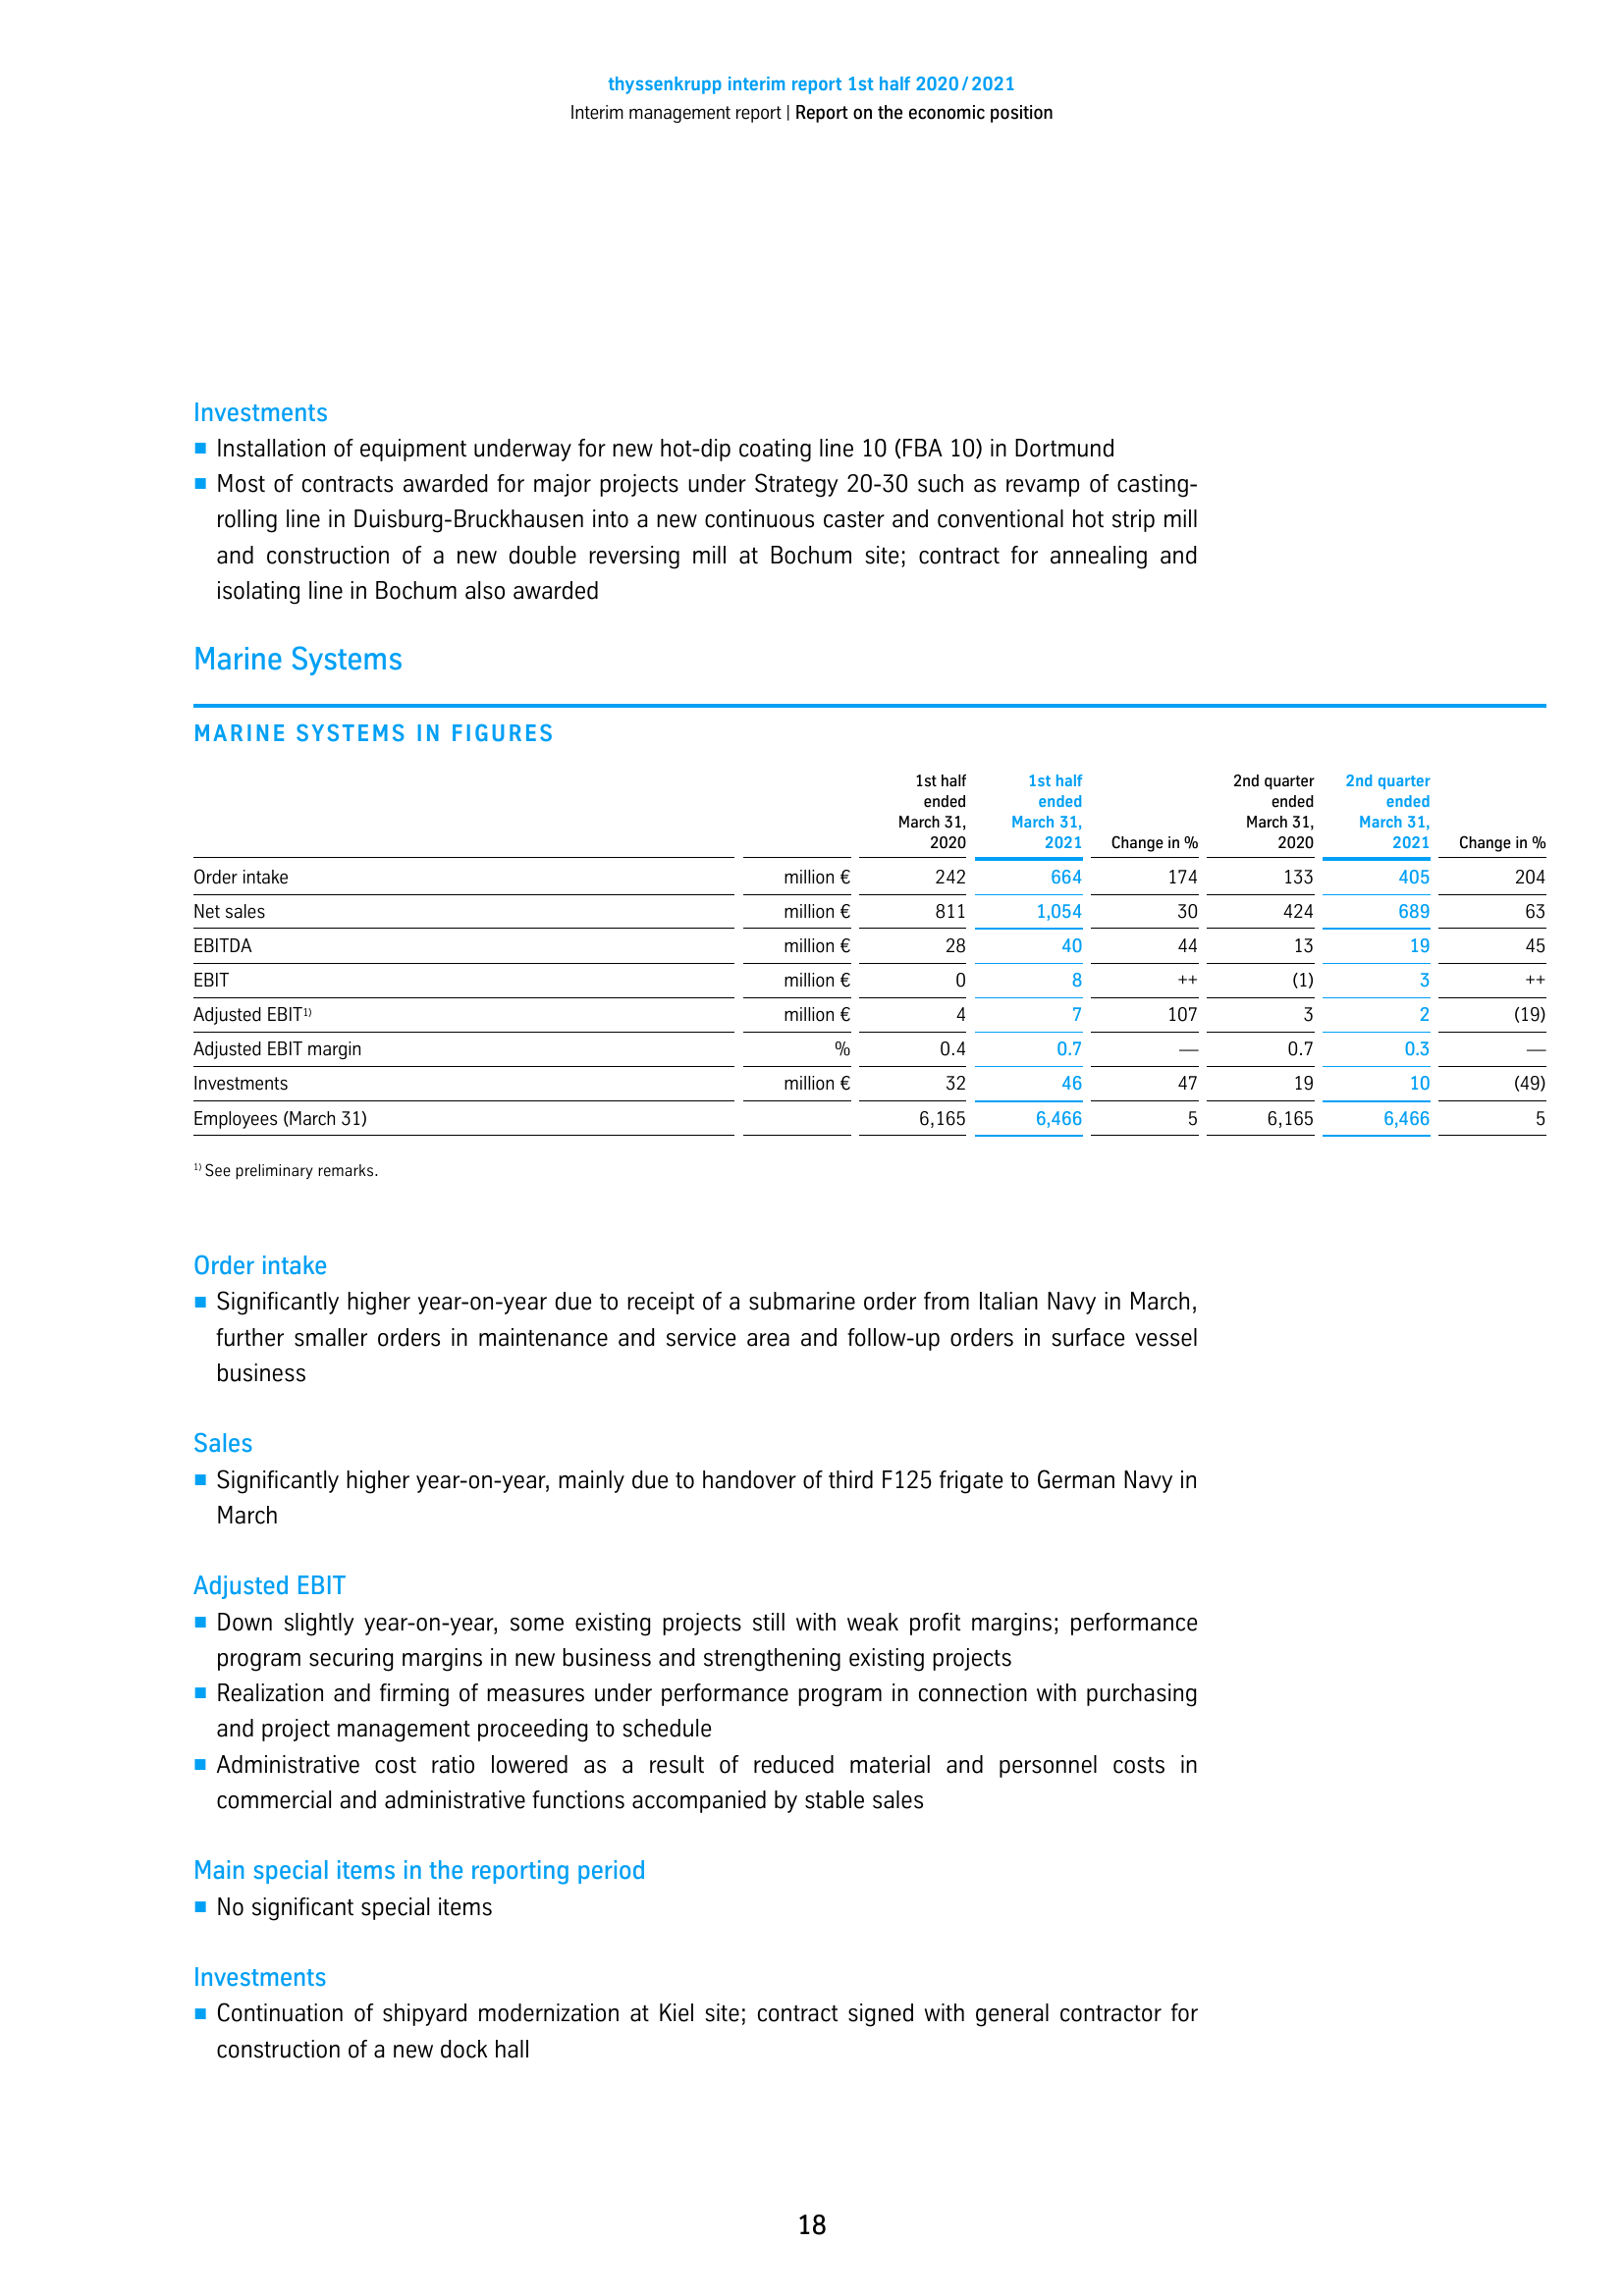 thyssenkrupp interim report 1st half 2020 / 2021
Interim management report | Report on the economic position
Investments
■ Installation of equipment underway for new hot-dip coating line 10 (FBA 10) in Dortmund
■ Most of contracts awarded for major projects under Strategy 20-30 such as revamp of casting-
rolling line in Duisburg-Bruckhausen into a new continuous caster and conventional hot strip mill
and construction of a new double reversing mill at Bochum site; contract for annealing and
isolating line in Bochum also awarded
Marine Systems
MARINE SYSTEMS IN FIGURES
1st half 1st half 2nd quarter 2nd quarter
ended ended ended ended
March 31, March 31, March 31, March 31,
2020 2021 Change in % 2020 2021 Change in %
Order intake million € 242 664 174 133 405 204
Net sales million € 811 1,054 30 424 689 63
EBITDA million € 28 40 44 13 19 45
EBIT million € 0 8 ++ (1) 3 ++
Adjusted EBIT¹⁾ million € 4 7 107 3 2 (19)
Adjusted EBIT margin % 0.4 0.7 — 0.7 0.3 —
Investments million € 32 46 47 19 10 (49)
Employees (March 31) 6,165 6,466 5 6,165 6,466 5
¹⁾ See preliminary remarks.
Order intake
■ Significantly higher year-on-year due to receipt of a submarine order from Italian Navy in March,
further smaller orders in maintenance and service area and follow-up orders in surface vessel
business
Sales
■ Significantly higher year-on-year, mainly due to handover of third F125 frigate to German Navy in
March
Adjusted EBIT
■ Down slightly year-on-year, some existing projects still with weak profit margins; performance
program securing margins in new business and strengthening existing projects
■ Realization and firming of measures under performance program in connection with purchasing
and project management proceeding to schedule
■ Administrative cost ratio lowered as a result of reduced material and personnel costs in
commercial and administrative functions accompanied by stable sales
Main special items in the reporting period
■ No significant special items
Investments
■ Continuation of shipyard modernization at Kiel site; contract signed with general contractor for
construction of a new dock hall
18